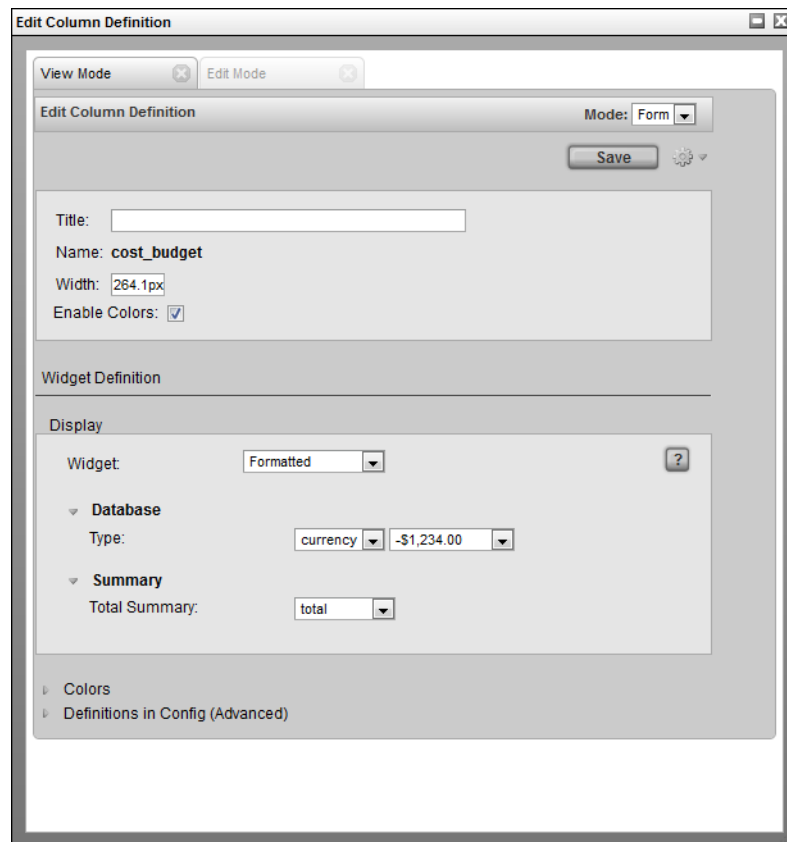 Edit Column Definition
View Mode Edit Mode
Edit Column Definition Mode: Form
Save
Title:
Name: cost_budget
Width: 264.1px
Enable Colors:
Widget Definition
Display
Widget: Formatted ?
Database
Type: currency -$1,234.00
Summary
Total Summary: total
Colors
Definitions in Config (Advanced)